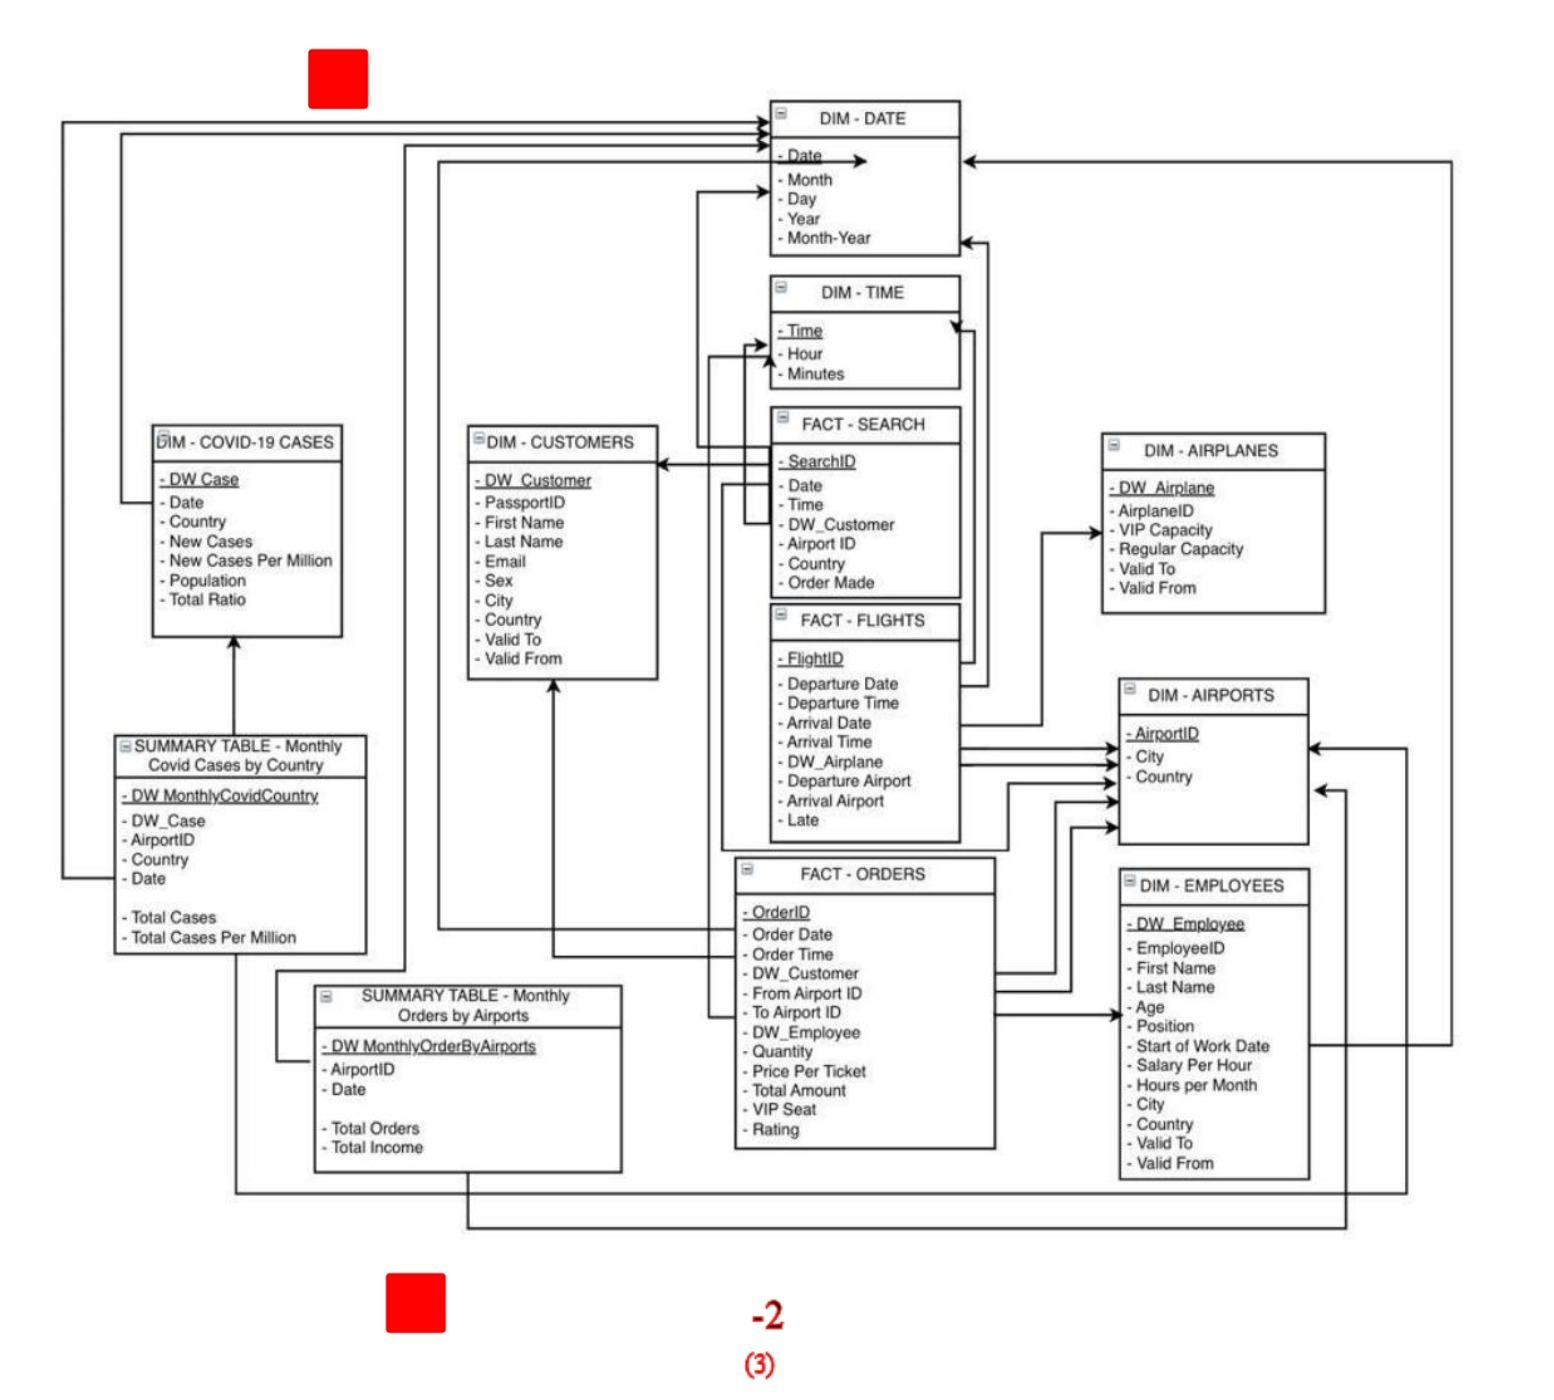 DIM - DATE
- Date
- Month
- Day
- Year
- Month-Year
DIM - TIME
- Time
- Hour
- Minutes
DIM - COVID-19 CASES
- DW Case
- Date
- Country
- New Cases
- New Cases Per Million
- Population
- Total Ratio
DIM - CUSTOMERS
- DW_Customer
- PassportID
- First Name
- Last Name
- Email
- Sex
- City
- Country
- Valid To
- Valid From
FACT - SEARCH
- SearchID
- Date
- Time
- DW_Customer
- Airport ID
- Country
- Order Made
DIM - AIRPLANES
- DW_Airplane
- AirplaneID
- VIP Capacity
- Regular Capacity
- Valid To
- Valid From
FACT - FLIGHTS
- FlightID
- Departure Date
- Departure Time
- Arrival Date
- Arrival Time
- DW_Airplane
- Departure Airport
- Arrival Airport
- Late
DIM - AIRPORTS
- AirportID
- City
- Country
SUMMARY TABLE - Monthly
Covid Cases by Country
- DW MonthlyCovidCountry
- DW_Case
- AirportID
- Country
- Date
- Total Cases
- Total Cases Per Million
FACT - ORDERS
- OrderID
- Order Date
- Order Time
- DW_Customer
- From Airport ID
- To Airport ID
- DW_Employee
- Quantity
- Price Per Ticket
- Total Amount
- VIP Seat
- Rating
DIM - EMPLOYEES
- DW_Employee
- EmployeeID
- First Name
- Last Name
- Age
- Position
- Start of Work Date
- Salary Per Hour
- Hours per Month
- City
- Country
- Valid To
- Valid From
SUMMARY TABLE - Monthly
Orders by Airports
- DW MonthlyOrderByAirports
- AirportID
- Date
- Total Orders
- Total Income
-2
(3)